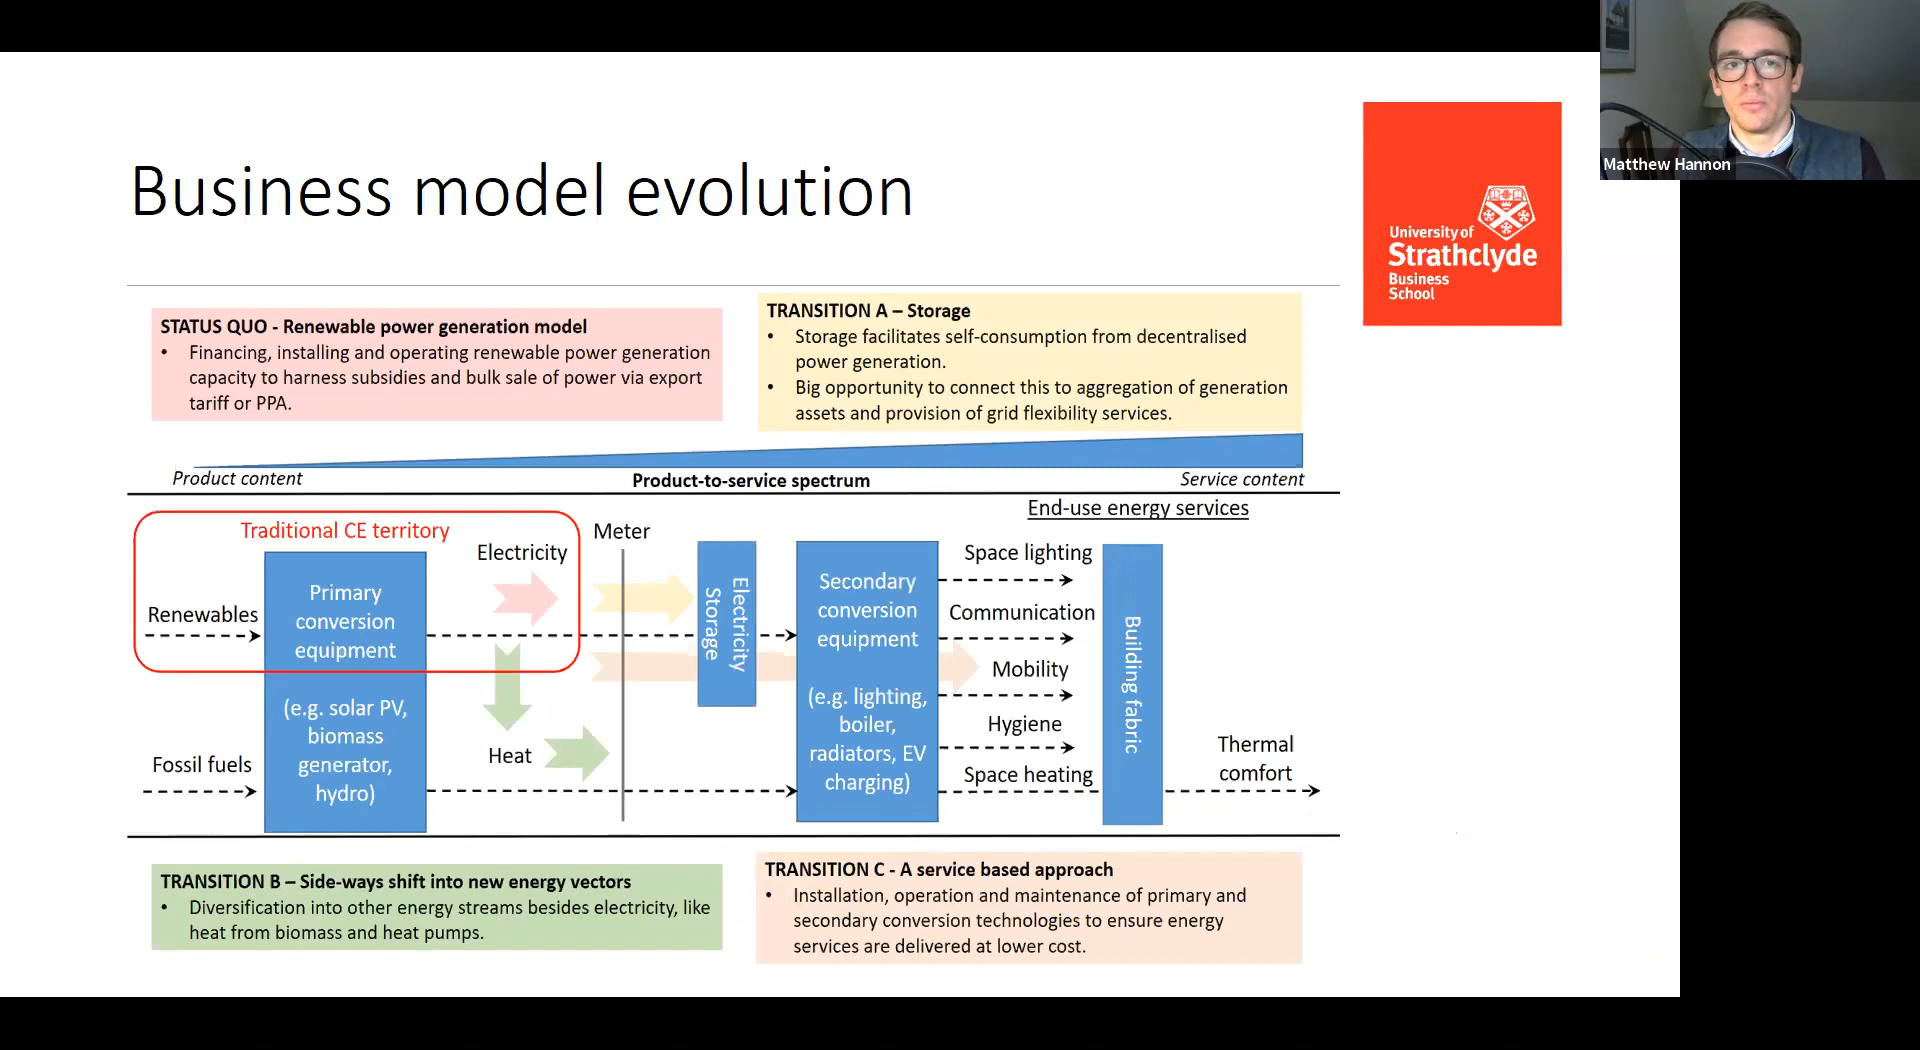 Matthew Hannon
University of
Strathclyde
Business
School
Business model evolution
STATUS QUO - Renewable power generation model
• Financing, installing and operating renewable power generation
capacity to harness subsidies and bulk sale of power via export
tariff or PPA.
TRANSITION A – Storage
• Storage facilitates self-consumption from decentralised
power generation.
• Big opportunity to connect this to aggregation of generation
assets and provision of grid flexibility services.
Product content
Product-to-service spectrum
Service content
End-use energy services
Traditional CE territory
Electricity
Meter
Renewables
Primary
conversion
equipment
(e.g. solar PV,
biomass
generator,
hydro)
Fossil fuels
Heat
Electricity
Storage
Secondary
conversion
equipment
(e.g. lighting,
boiler,
radiators, EV
charging)
Space lighting
Communication
Mobility
Hygiene
Space heating
Building fabric
Thermal
comfort
TRANSITION B – Side-ways shift into new energy vectors
• Diversification into other energy streams besides electricity, like
heat from biomass and heat pumps.
TRANSITION C - A service based approach
• Installation, operation and maintenance of primary and
secondary conversion technologies to ensure energy
services are delivered at lower cost.